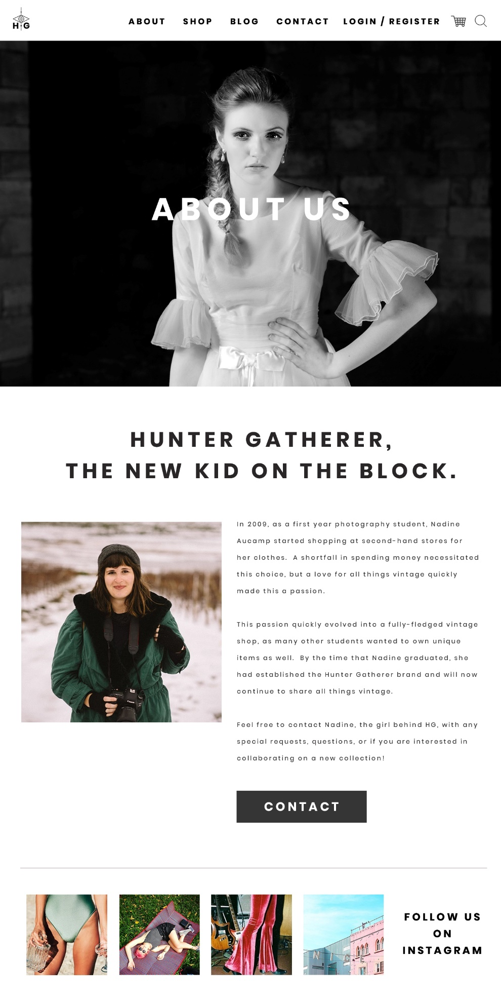 H G
ABOUT SHOP BLOG CONTACT LOGIN / REGISTER
ABOUT US
HUNTER GATHERER,
THE NEW KID ON THE BLOCK.
In 2009, as a first year photography student, Nadine
Aucamp started shopping at second-hand stores for
her clothes.  A shortfall in spending money necessitated
this choice, but a love for all things vintage quickly
made this a passion.
This passion quickly evolved into a fully-fledged vintage
shop, as many other students wanted to own unique
items as well.  By the time that Nadine graduated, she
had established the Hunter Gatherer brand and will now
continue to share all things vintage.
Feel free to contact Nadine, the girl behind HG, with any
special requests, questions, or if you are interested in
collaborating on a new collection!
Canon
CONTACT
NICE
FOLLOW US
ON
INSTAGRAM